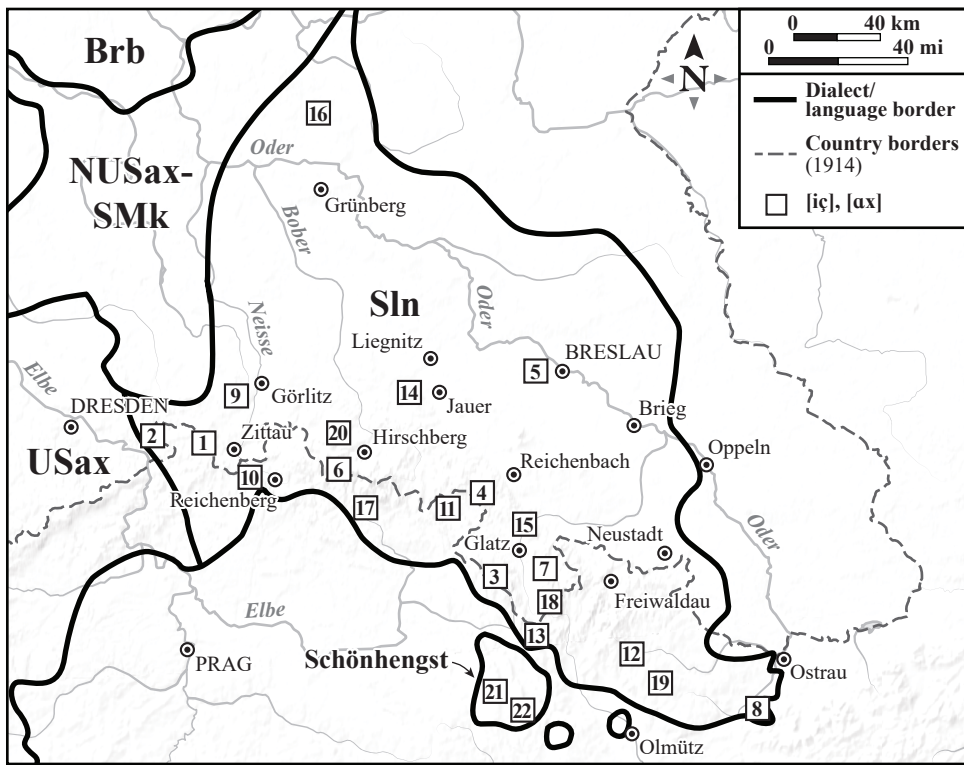 Brb
0 40 km
0 40 mi
N
Dialect/
language border
Country borders
(1914)
[iç], [ɑx]
16
Oder
NUSax-
SMk
Grünberg
Bober
Sln
Oder
Neisse
Liegnitz
BRESLAU
5
Elbe
9
Görlitz
14
Jauer
DRESDEN
Brieg
2
1
Zittau
20
Hirschberg
USax
Oppeln
10
6
Reichenbach
Reichenberg
4
17
11
15
Oder
Glatz
Neustadt
3
7
Freiwaldau
Elbe
18
13
PRAG
Schönhengst
12
Ostrau
21
19
22
8
Olmütz